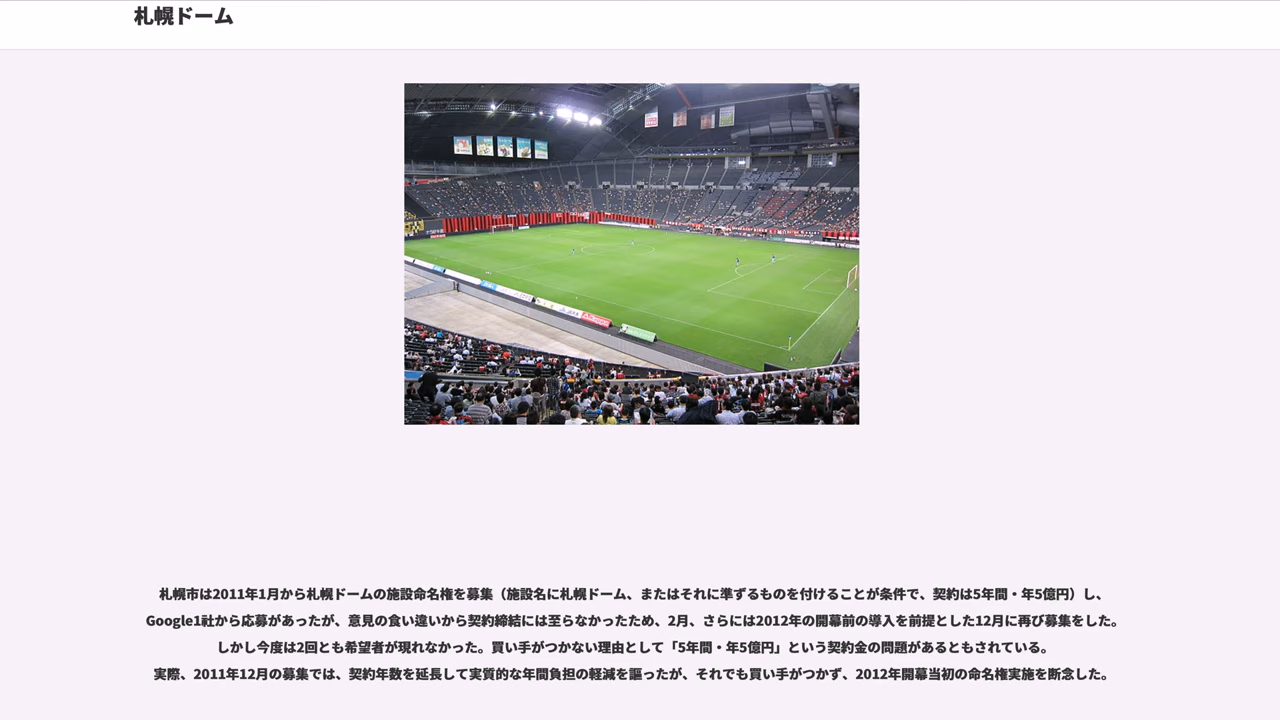 札幌ドーム
札幌市は2011年1月から札幌ドームの施設命名権を募集（施設名に札幌ドーム、またはそれに準ずるものを付けることが条件で、契約は5年間・年5億円）し、
Google1社から応募があったが、意見の食い違いから契約締結には至らなかったため、2月、さらには2012年の開幕前の導入を前提とした12月に再び募集をした。
しかし今度は2回とも希望者が現れなかった。買い手がつかない理由として「5年間・年5億円」という契約金の問題があるともされている。
実際、2011年12月の募集では、契約年数を延長して実質的な年間負担の軽減を謳ったが、それでも買い手がつかず、2012年開幕当初の命名権実施を断念した。